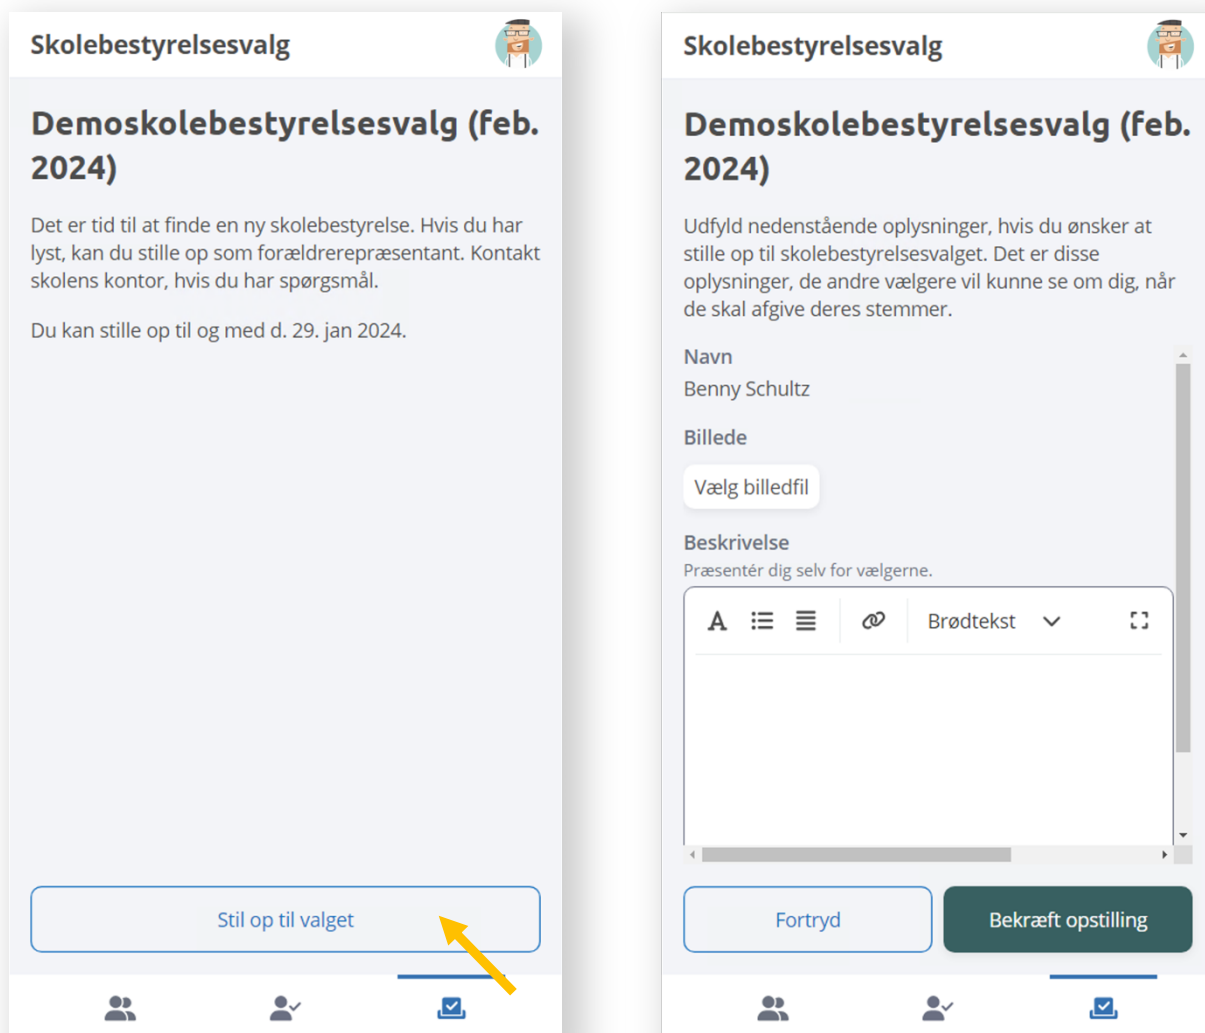 Skolebestyrelsesvalg
Demoskolebestyrelsesvalg (feb.
2024)
Det er tid til at finde en ny skolebestyrelse. Hvis du har
lyst, kan du stille op som forældrerepræsentant. Kontakt
skolens kontor, hvis du har spørgsmål.
Du kan stille op til og med d. 29. jan 2024.
Stil op til valget
Skolebestyrelsesvalg
Demoskolebestyrelsesvalg (feb.
2024)
Udfyld nedenstående oplysninger, hvis du ønsker at
stille op til skolebestyrelsesvalget. Det er disse
oplysninger, de andre vælgere vil kunne se om dig, når
de skal afgive deres stemmer.
Navn
Benny Schultz
Billede
Vælg billedfil
Beskrivelse
Præsentér dig selv for vælgerne.
A
Brødtekst
Fortryd
Bekræft opstilling